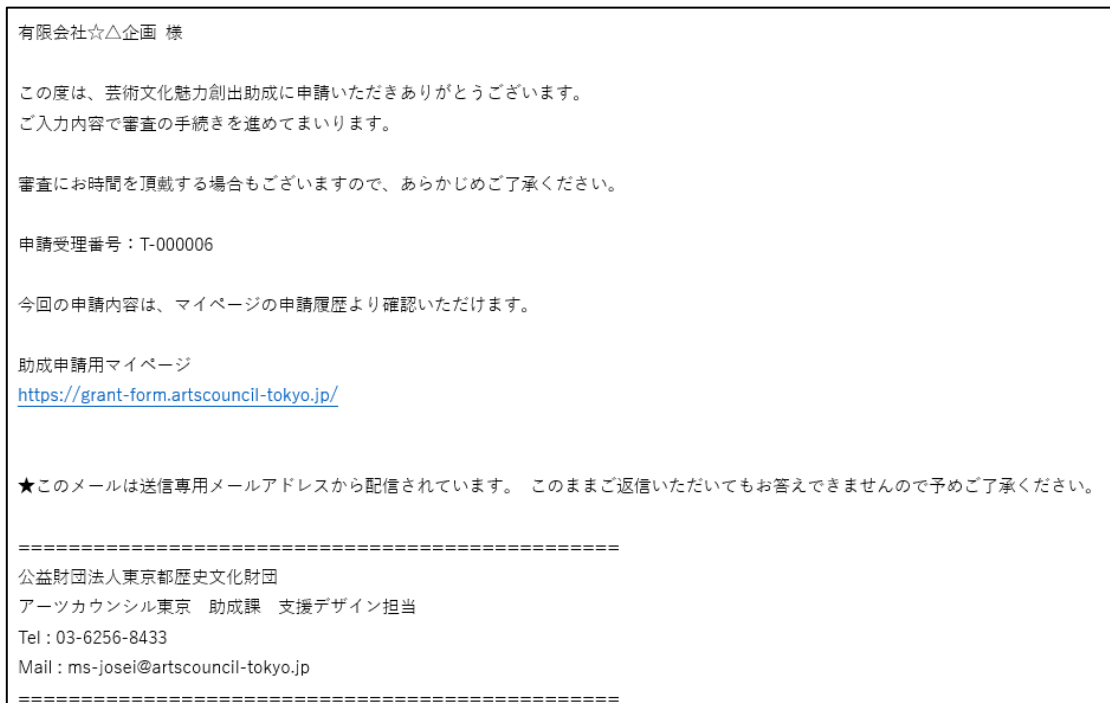 有限会社☆△企画 様
この度は、芸術文化魅力創出助成に申請いただきありがとうございます。
ご入力内容で審査の手続きを進めてまいります。
審査にお時間を頂戴する場合もございますので、あらかじめご了承ください。
申請受理番号：T-000006
今回の申請内容は、マイページの申請履歴より確認いただけます。
助成申請用マイページ
https://grant-form.artscouncil-tokyo.jp/
★このメールは送信専用メールアドレスから配信されています。 このままご返信いただいてもお答えできませんので予めご了承ください。
================================================
公益財団法人東京都歴史文化財団
アーツカウンシル東京　助成課　支援デザイン担当
Tel : 03-6256-8433
Mail : ms-josei@artscouncil-tokyo.jp
================================================